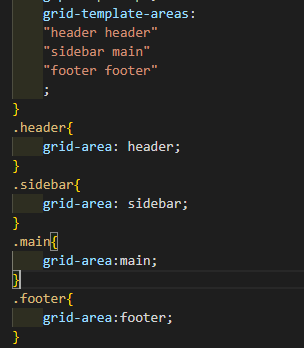 grid-template-areas:
"header header"
"sidebar main"
"footer footer"
;
}
.header{
grid-area: header;
}
.sidebar{
grid-area: sidebar;
}
.main{
grid-area:main;
}
.footer{
grid-area:footer;
}